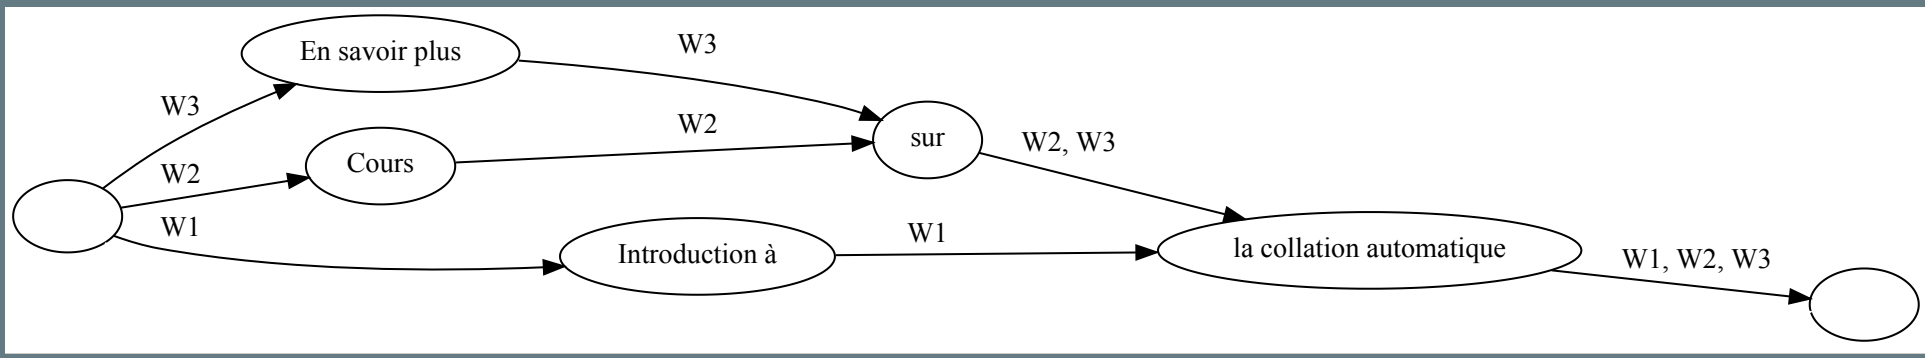 W3
En savoir plus
W3
W2
Cours
W2
sur
W2, W3
W1
Introduction à
W1
la collation automatique
W1, W2, W3